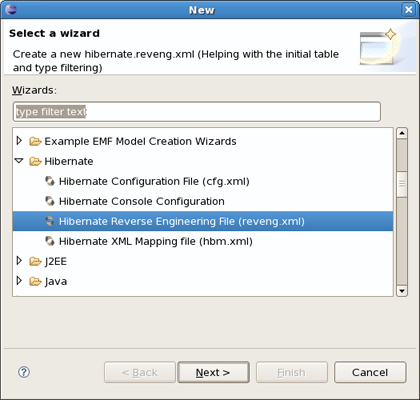 New
Select a wizard
Create a new hibernate.reveng.xml (Helping with the initial table
and type filtering)
Wizards:
type filter text
Example EMF Model Creation Wizards
Hibernate
Hibernate Configuration File (cfg.xml)
Hibernate Console Configuration
Hibernate Reverse Engineering File (reveng.xml)
Hibernate XML Mapping file (hbm.xml)
J2EE
Java
? < Back Next > Finish Cancel